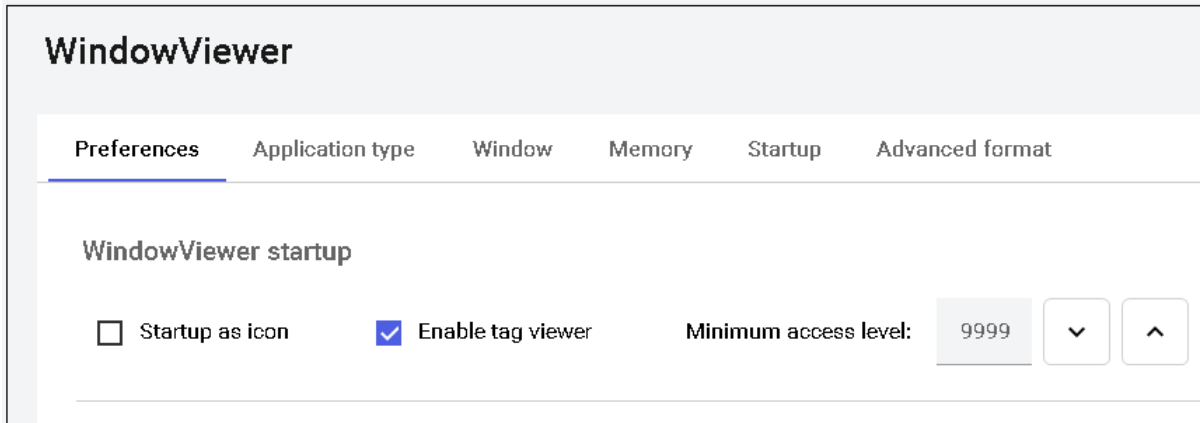 WindowViewer
Preferences Application type Window Memory Startup Advanced format
WindowViewer startup
Startup as icon Enable tag viewer Minimum access level: 9999